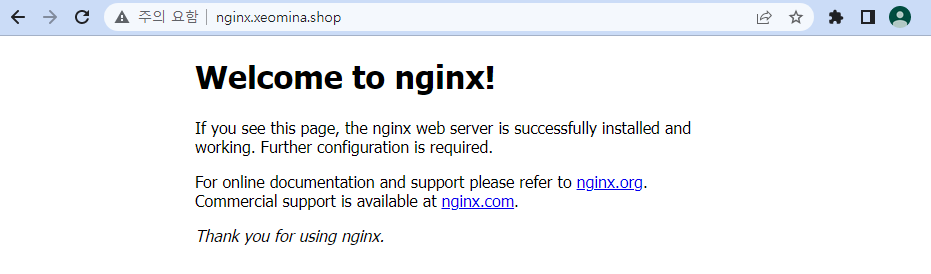 주의 요함 | nginx.xeomina.shop
Welcome to nginx!
If you see this page, the nginx web server is successfully installed and
working. Further configuration is required.
For online documentation and support please refer to nginx.org.
Commercial support is available at nginx.com.
Thank you for using nginx.